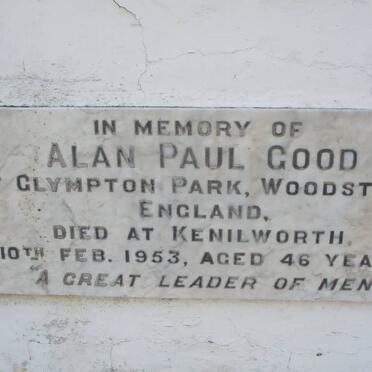 IN MEMORY OF
ALAN PAUL GOOD
GLYMPTON PARK, WOODST
ENGLAND,
DIED AT KENILWORTH,
10TH FEB. 1953, AGED 46 YEA
A GREAT LEADER OF MEN